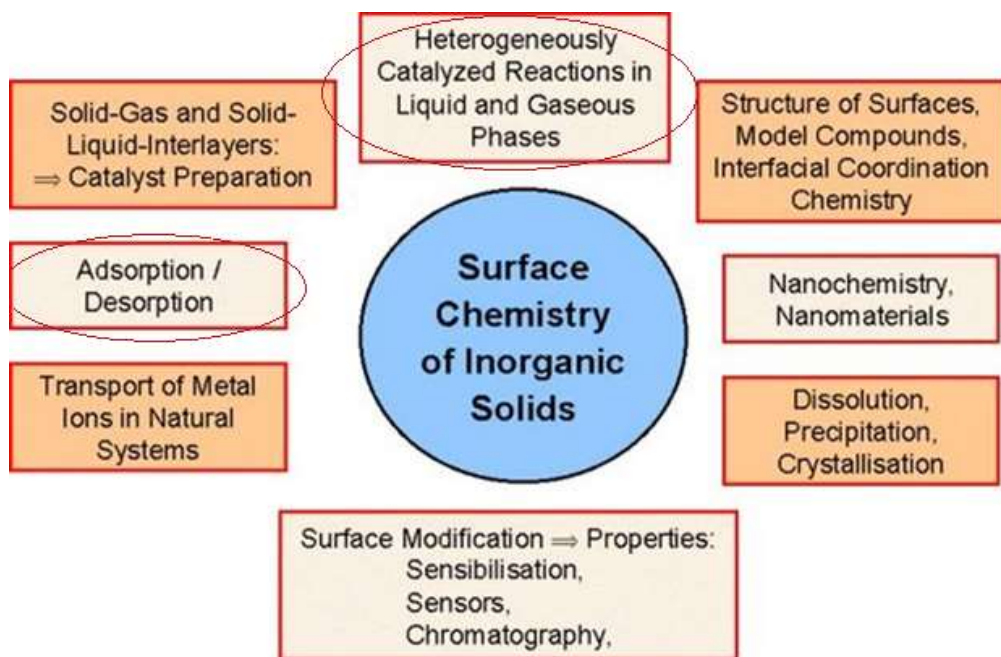 Heterogeneously
Catalyzed Reactions in
Liquid and Gaseous
Phases
Solid-Gas and Solid-
Liquid-Interlayers:
⇒ Catalyst Preparation
Structure of Surfaces,
Model Compounds,
Interfacial Coordination
Chemistry
Adsorption /
Desorption
Surface
Chemistry
of Inorganic
Solids
Nanochemistry,
Nanomaterials
Transport of Metal
Ions in Natural
Systems
Dissolution,
Precipitation,
Crystallisation
Surface Modification ⇒ Properties:
Sensibilisation,
Sensors,
Chromatography,